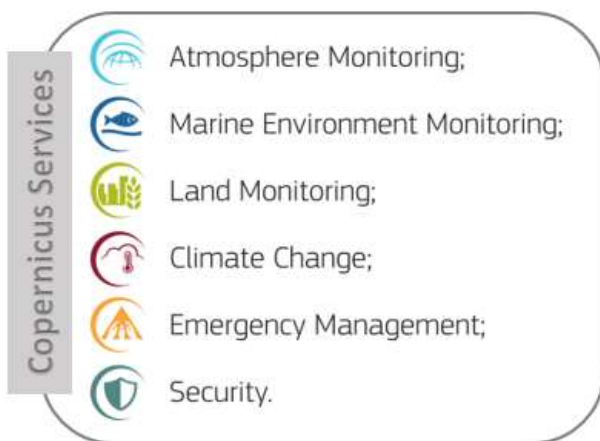 Copernicus Services
Atmosphere Monitoring;
Marine Environment Monitoring;
Land Monitoring;
Climate Change;
Emergency Management;
Security.